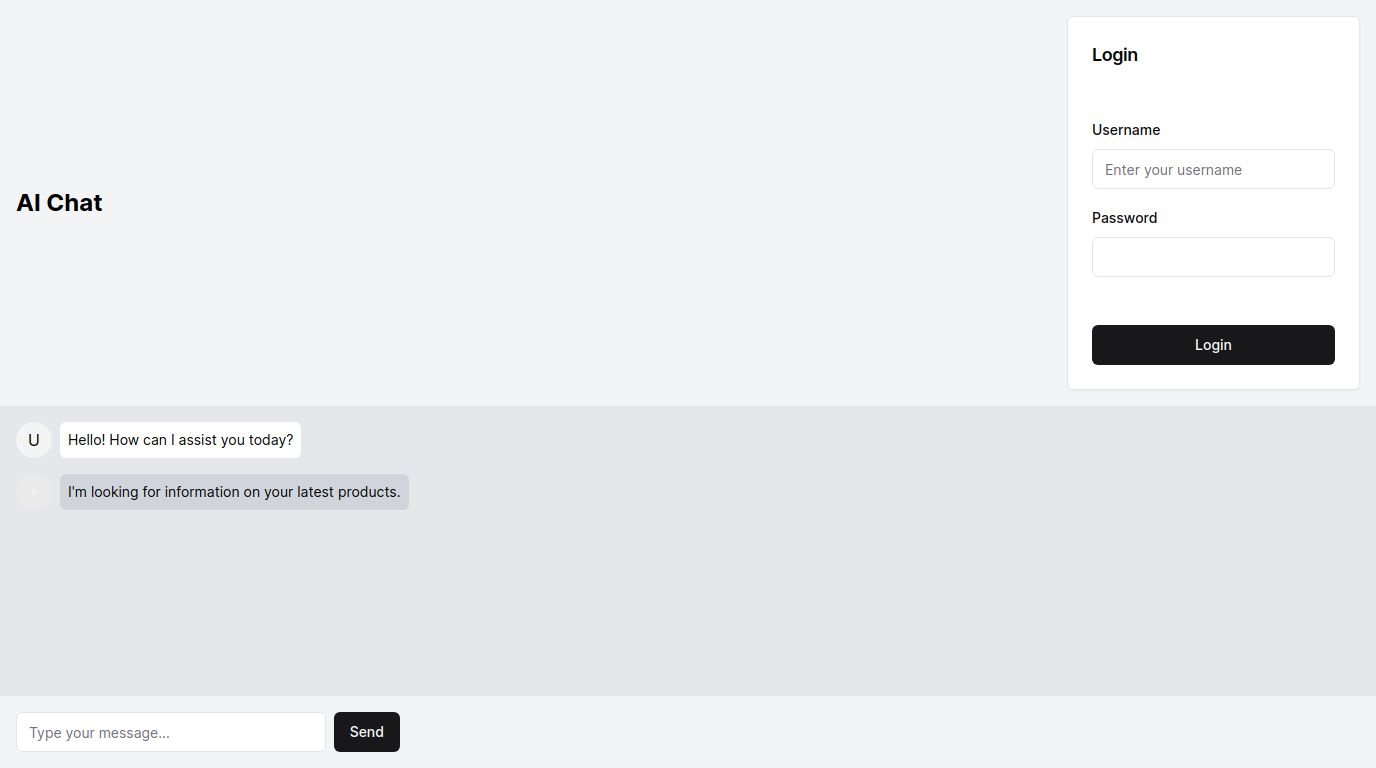 AI Chat
Login
Username
Enter your username
Password
Login
U
Hello! How can I assist you today?
I'm looking for information on your latest products.
Type your message...
Send